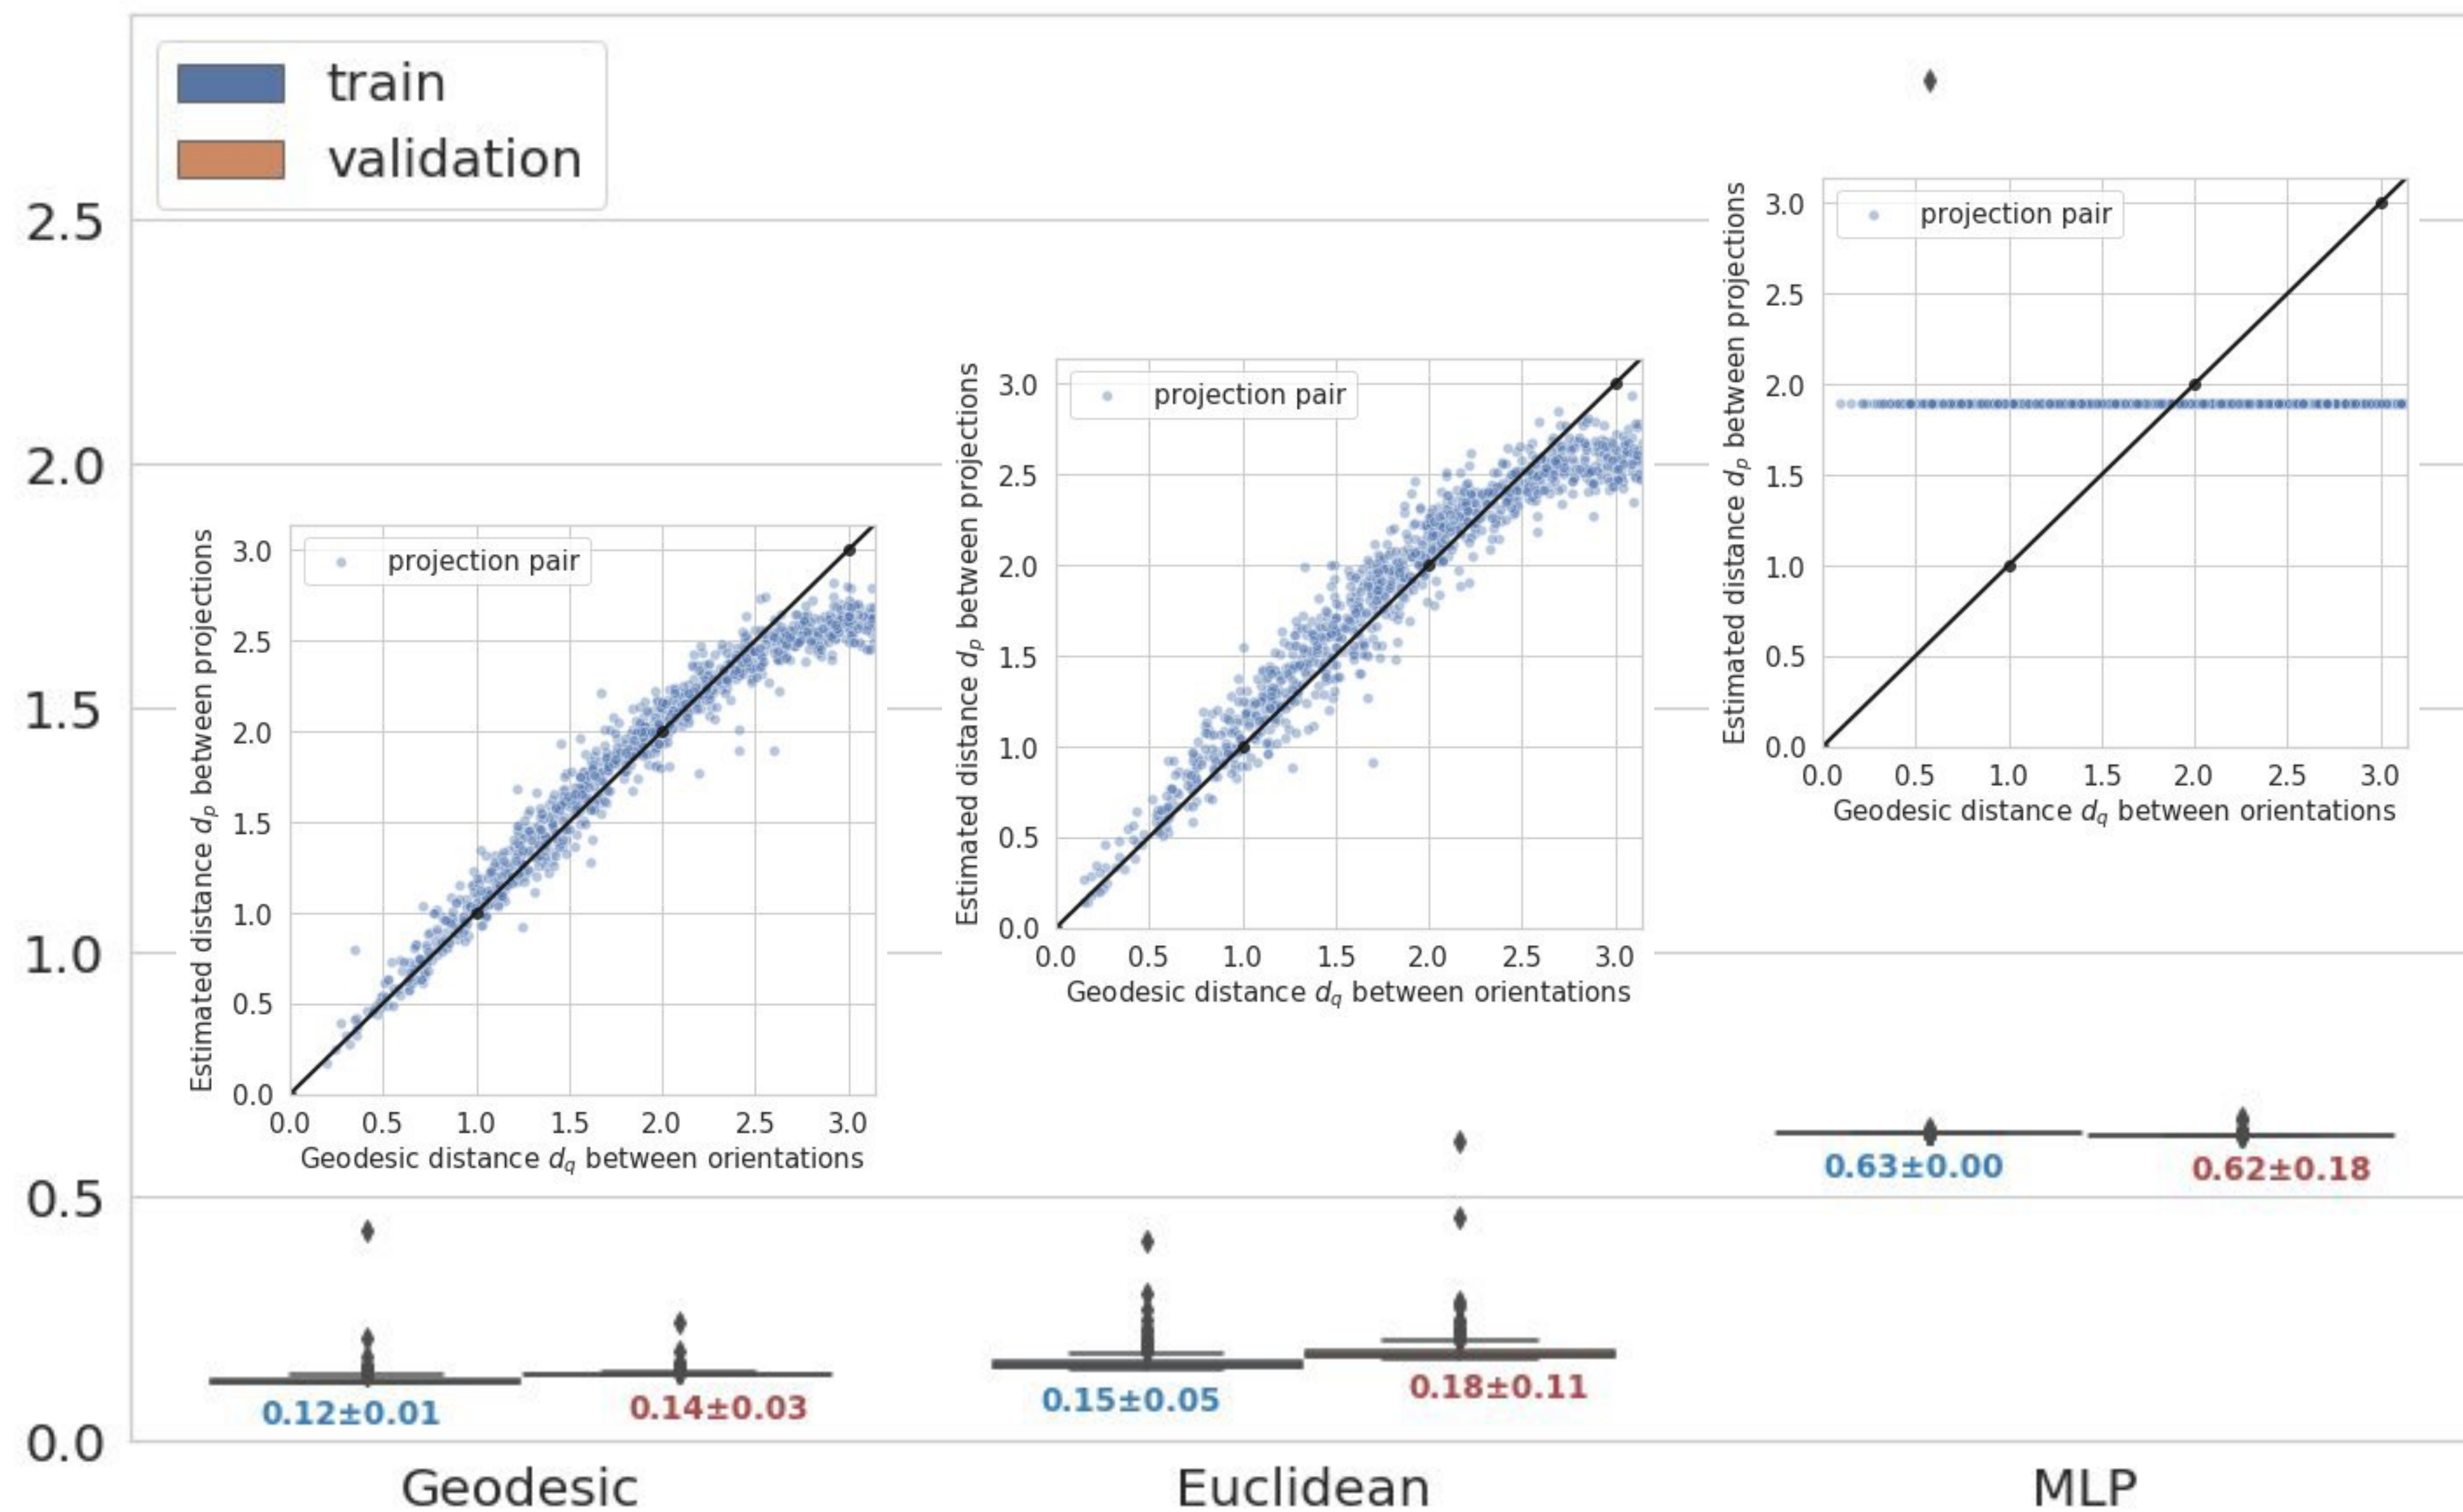 train
validation
2.5
2.0
1.5
1.0
0.5
0.0
Geodesic
Euclidean
MLP
projection pair
Estimated distance d_p between projections
3.0
2.5
2.0
1.5
1.0
0.5
0.0
0.0 0.5 1.0 1.5 2.0 2.5 3.0
Geodesic distance d_q between orientations
0.12±0.01
0.14±0.03
projection pair
Estimated distance d_p between projections
3.0
2.5
2.0
1.5
1.0
0.5
0.0
0.0 0.5 1.0 1.5 2.0 2.5 3.0
Geodesic distance d_q between orientations
0.15±0.05
0.18±0.11
projection pair
Estimated distance d_p between projections
3.0
2.5
2.0
1.5
1.0
0.5
0.0
0.0 0.5 1.0 1.5 2.0 2.5 3.0
Geodesic distance d_q between orientations
0.63±0.00
0.62±0.18